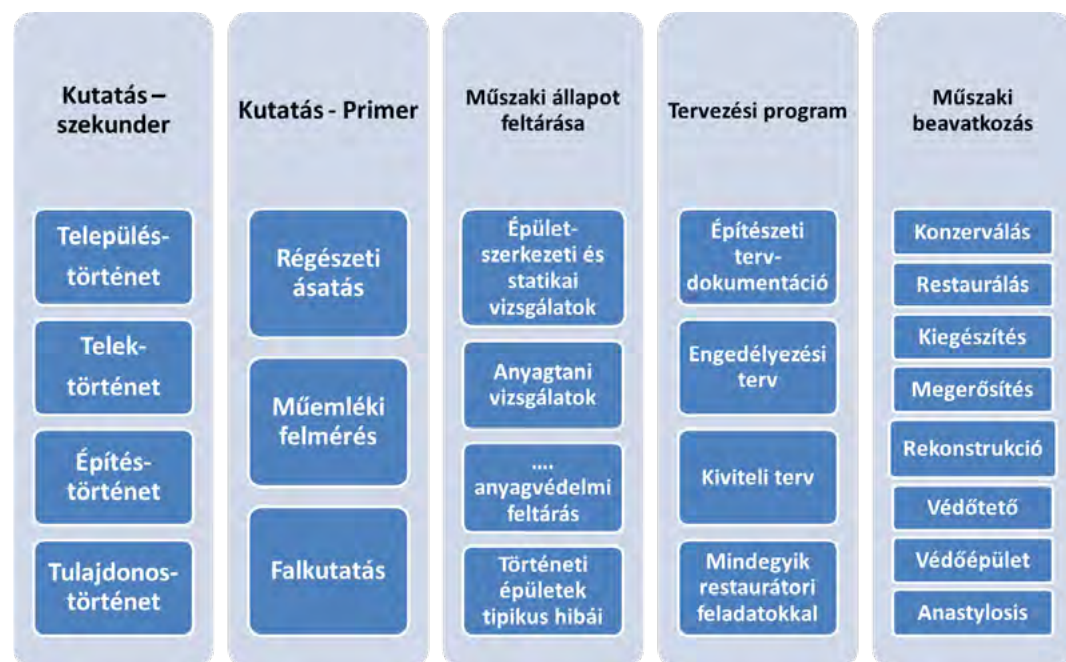 Kutatás –
szekunder
Település-
történet
Telek-
történet
Építés-
történet
Tulajdonos-
történet
Kutatás - Primer
Régészeti
ásatás
Műemléki
felmérés
Falkutatás
Műszaki állapot
feltárása
Épület-
szerkezeti és
statikai
vizsgálatok
Anyagtani
vizsgálatok
....
anyagvédelmi
feltárás
Történeti
épületek
tipikus hibái
Tervezési program
Építészeti
terv-
dokumentáció
Engedélyezési
terv
Kiviteli terv
Mindegyik
restaurátori
feladatokkal
Műszaki
beavatkozás
Konzerválás
Restaurálás
Kiegészítés
Megerősítés
Rekonstrukció
Védőtető
Védőépület
Anastylosis